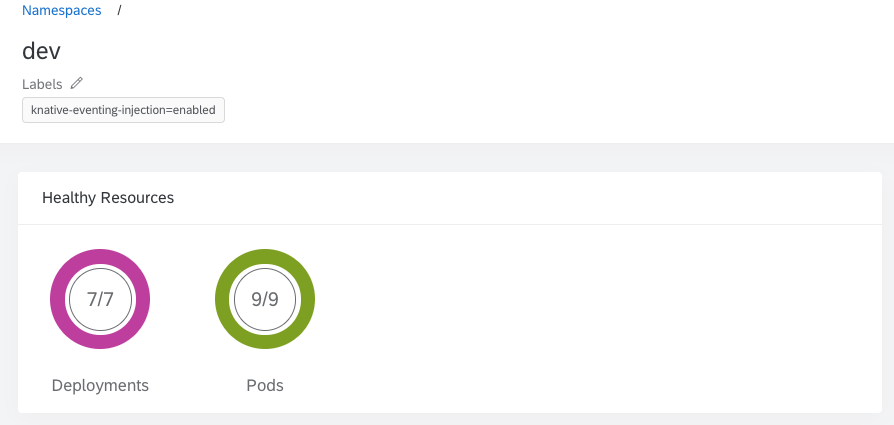 Namespaces /
dev
Labels
knative-eventing-injection=enabled
Healthy Resources
7/7 9/9
Deployments Pods